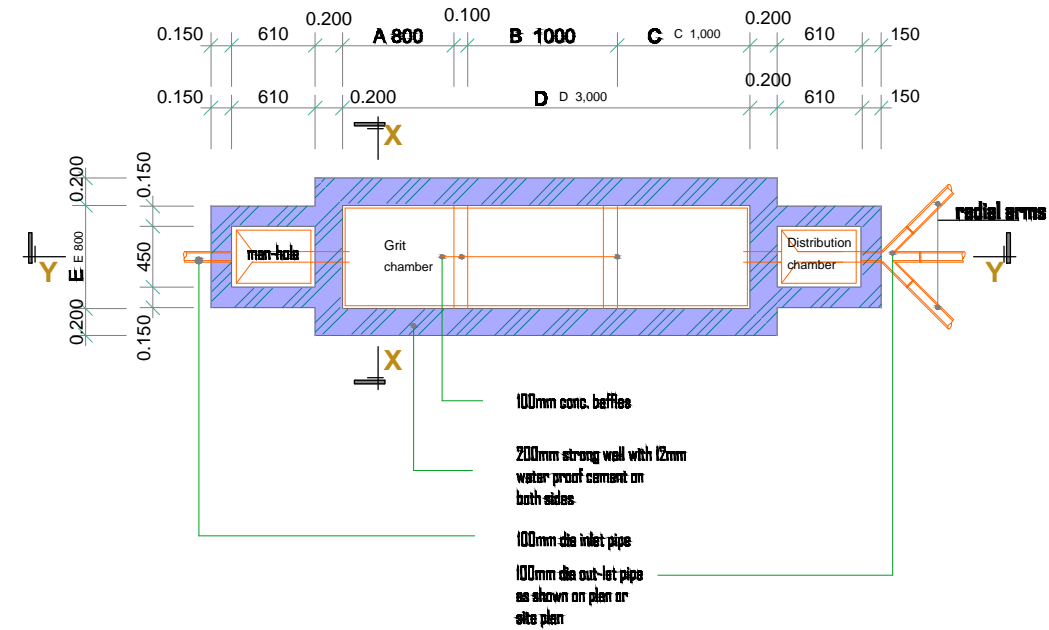 0.150 610 0.200 A 800 0.100 B 1000 C C 1,000 0.200 610 150
0.150 610 0.200 D D 3,000 0.200 610 150
X
0.200 0.150
E E 800 450
0.200 0.150
Y
man-hole
Grit
chamber
Distribution
chamber
radial arms
Y
X
100mm conc. baffles
200mm strong wall with 12mm
water proof cement on
both sides
100mm dia inlet pipe
100mm dia out-let pipe
as shown on plan or
site plan